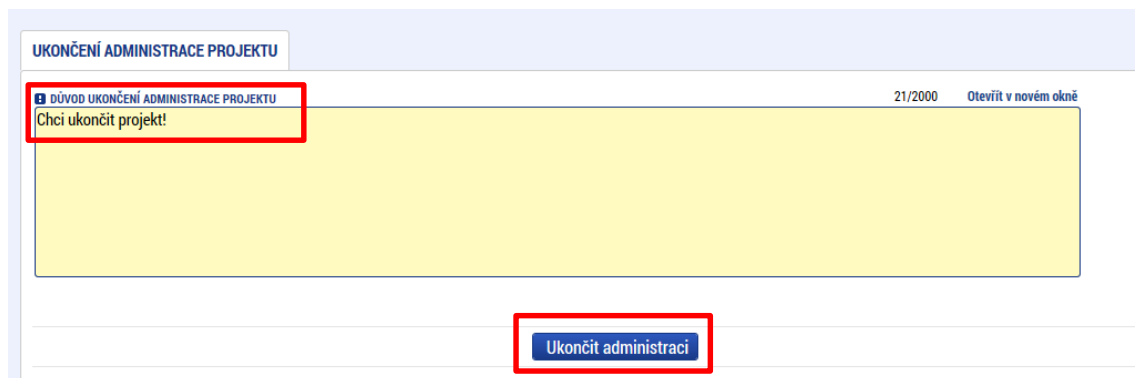 UKONČENÍ ADMINISTRACE PROJEKTU
DŮVOD UKONČENÍ ADMINISTRACE PROJEKTU 21/2000 Otevřít v novém okně
Chci ukončit projekt!
Ukončit administraci